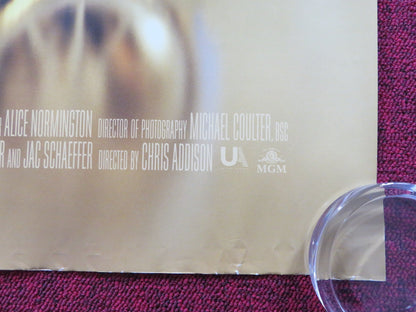 ALICE NORMINGTON DIRECTOR OF PHOTOGRAPHY MICHAEL COULTER, BSC
AND JAC SCHAEFFER DIRECTED BY CHRIS ADDISON UA MGM